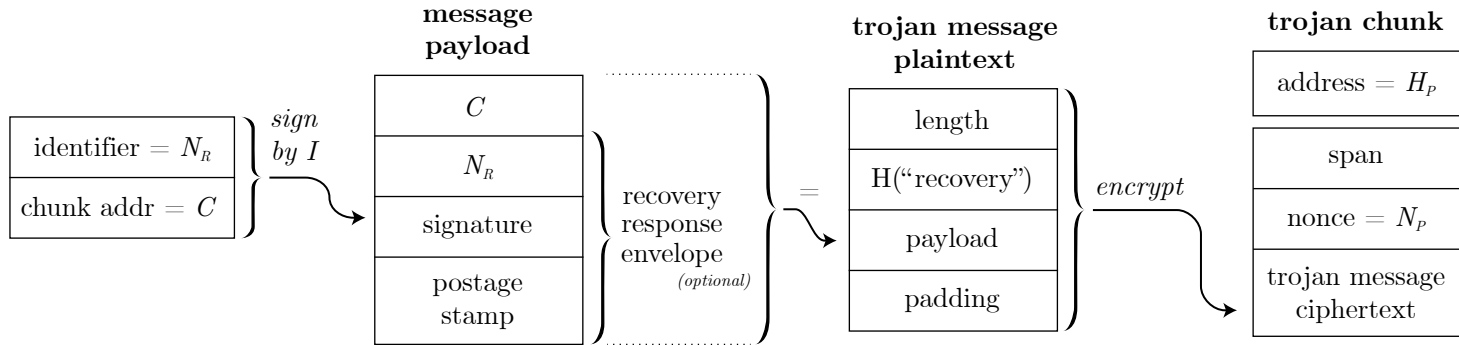 identifier = N_R
chunk addr = C
sign
by I
message
payload
C
N_R
signature
postage
stamp
recovery
response
envelope
(optional)
=
trojan message
plaintext
length
H(“recovery”)
payload
padding
encrypt
trojan chunk
address = H_P
span
nonce = N_P
trojan message
ciphertext